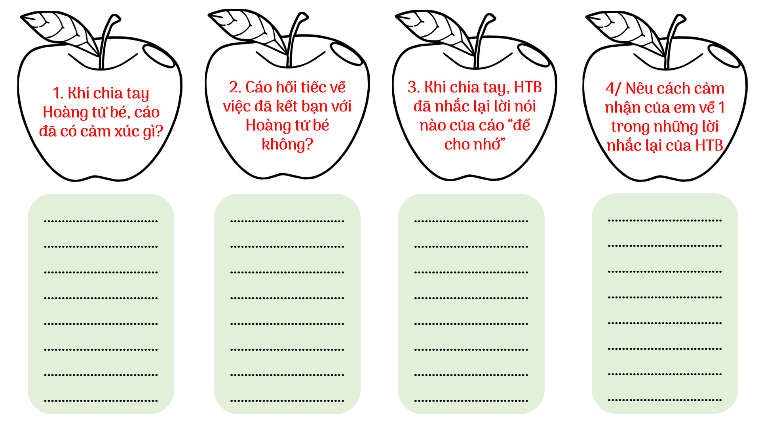 1. Khi chia tay
Hoàng tử bé, cáo
đã có cảm xúc gì?
2. Cáo hối tiếc về
việc đã kết bạn với
Hoàng tử bé
không?
3. Khi chia tay, HTB
đã nhắc lại lời nói
nào của cáo “để
cho nhớ”
4/ Nêu cách cảm
nhận của em về 1
trong những lời
nhắc lại của HTB